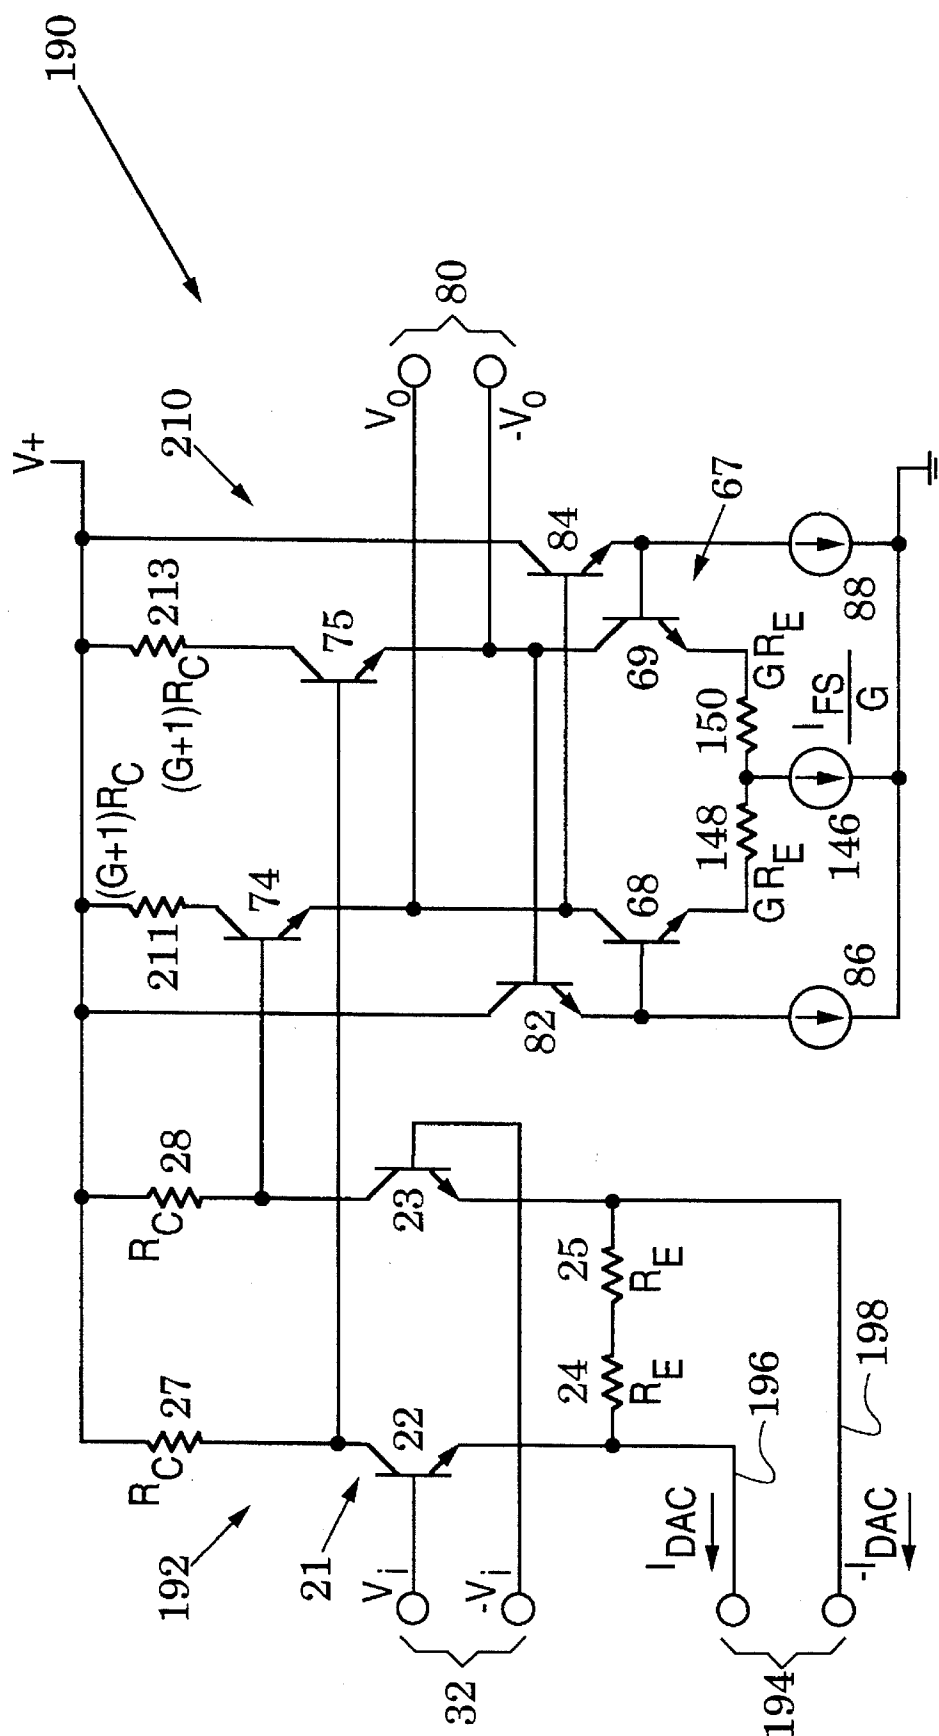 190
V+
210
213
(G+1)RC
(G+1)RC
211
75
74
28
RC
27
RC
192
21
22
23
Vi
-Vi
32
80
VO
-VO
84
82
67
69
68
GRE
150
148
GRE
IFS
G
146
88
86
25
RE
24
RE
196
198
IDAC
-IDAC
194